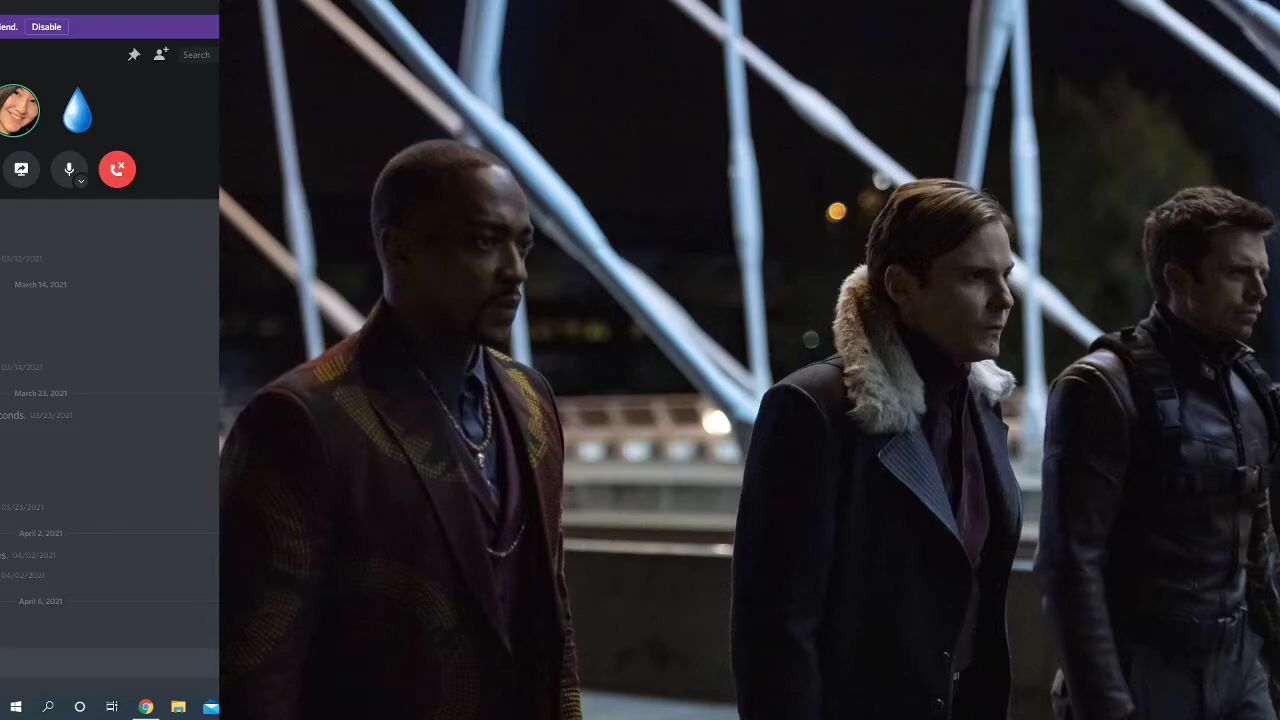 iend. Disable
Search
03/12/2021
March 14, 2021
03/14/2021
March 23, 2021
conds. 03/23/2021
03/23/2021
April 2, 2021
s. 04/02/2021
04/02/2021
April 6, 2021